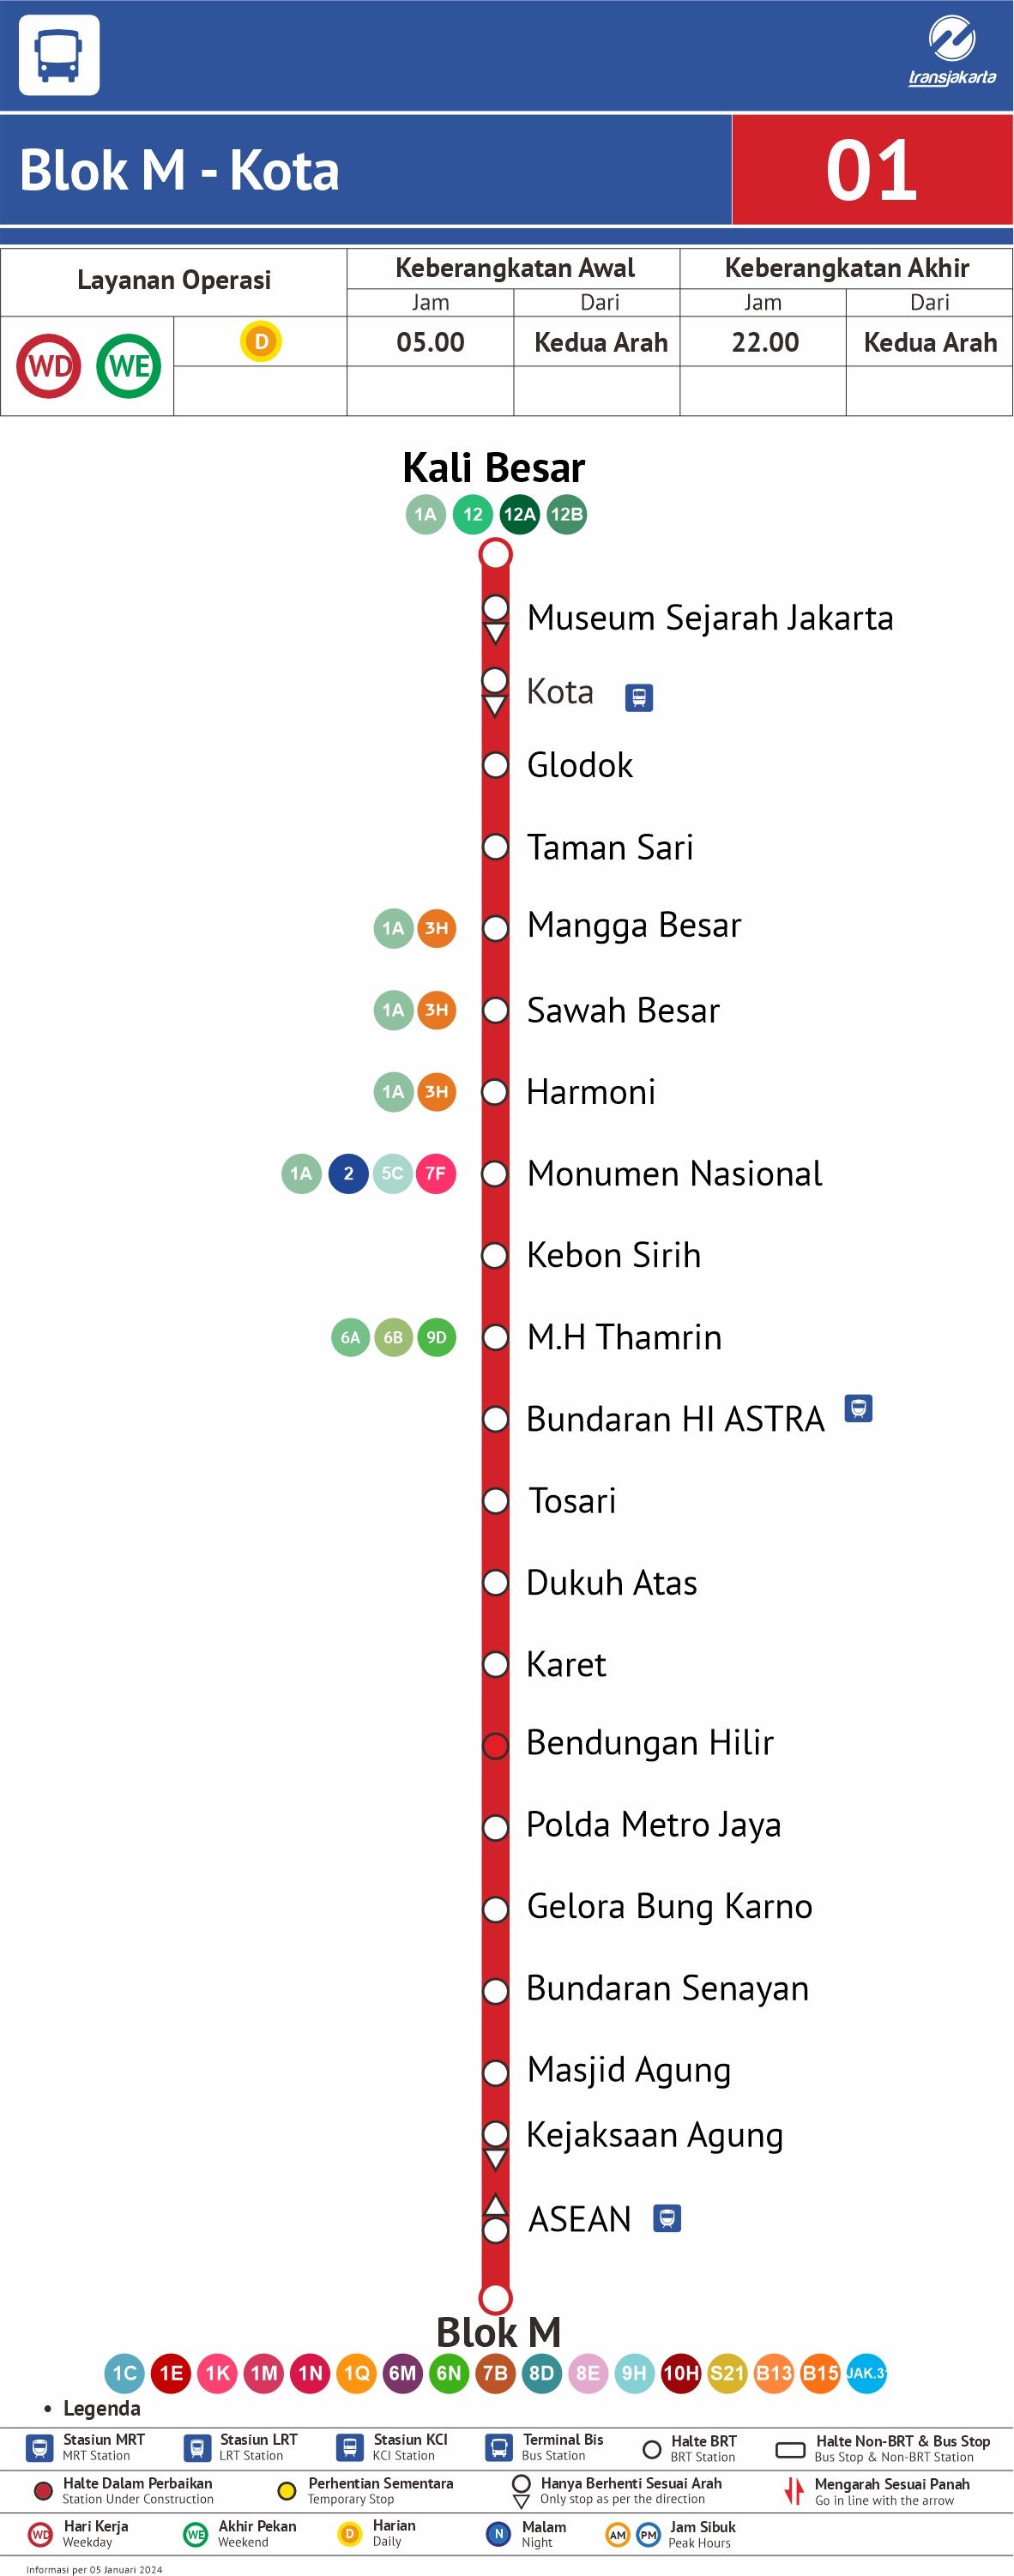 transjakarta
Blok M - Kota
01
Layanan Operasi
Keberangkatan Awal
Keberangkatan Akhir
Jam
Dari
Jam
Dari
WD
WE
D
05.00
Kedua Arah
22.00
Kedua Arah
Kali Besar
1A 12 12A 12B
Museum Sejarah Jakarta
Kota
Glodok
Taman Sari
1A 3H Mangga Besar
1A 3H Sawah Besar
1A 3H Harmoni
1A 2 5C 7F Monumen Nasional
Kebon Sirih
6A 6B 9D M.H Thamrin
Bundaran HI ASTRA
Tosari
Dukuh Atas
Karet
Bendungan Hilir
Polda Metro Jaya
Gelora Bung Karno
Bundaran Senayan
Masjid Agung
Kejaksaan Agung
ASEAN
Blok M
1C 1E 1K 1M 1N 1Q 6M 6N 7B 8D 8E 9H 10H S21 B13 B15 JAK.31
• Legenda
Stasiun MRT
MRT Station
Stasiun LRT
LRT Station
Stasiun KCI
KCI Station
Terminal Bis
Bus Station
Halte BRT
BRT Station
Halte Non-BRT & Bus Stop
Bus Stop & Non-BRT Station
Halte Dalam Perbaikan
Station Under Construction
Perhentian Sementara
Temporary Stop
Hanya Berhenti Sesuai Arah
Only stop as per the direction
Mengarah Sesuai Panah
Go in line with the arrow
WD
Hari Kerja
Weekday
WE
Akhir Pekan
Weekend
D
Harian
Daily
N
Malam
Night
AM PM
Jam Sibuk
Peak Hours
Informasi per 05 Januari 2024